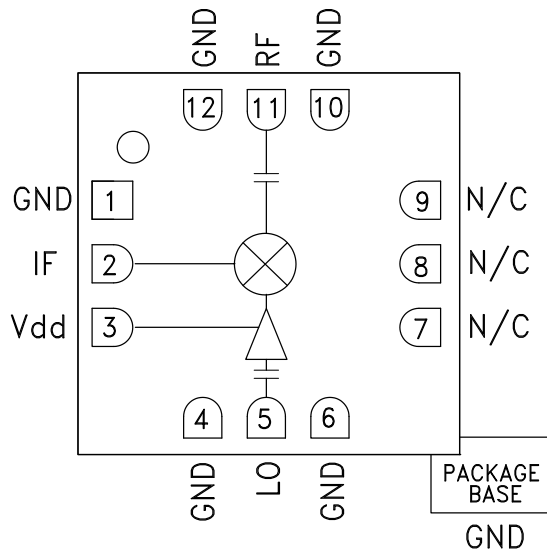 GND RF GND
12 11 10
GND 1 9 N/C
IF 2 8 N/C
Vdd 3 7 N/C
4 5 6
GND LO GND
PACKAGE
BASE
GND